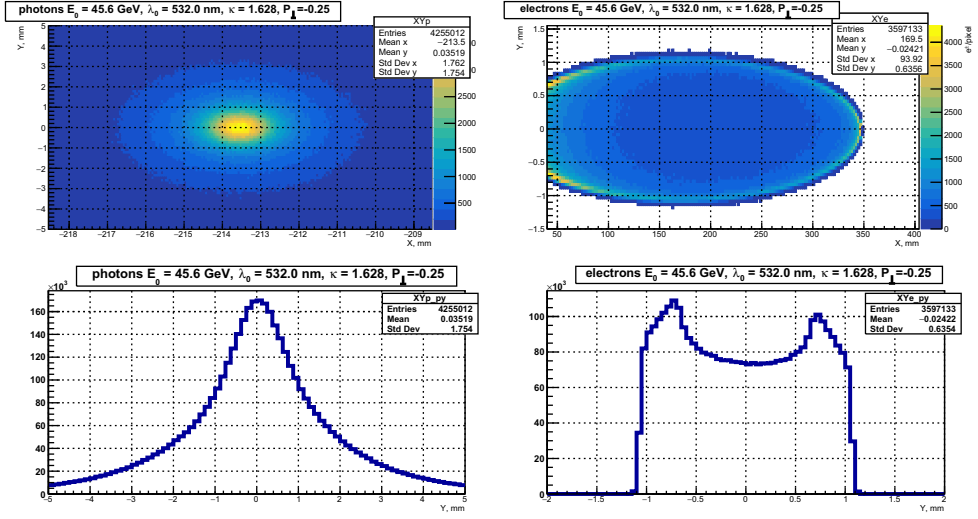 photons E0 = 45.6 GeV, λ0 = 532.0 nm, κ = 1.628, P⊥=-0.25
XYp
Entries 4255012
Mean x −213.5
Mean y 0.03519
Std Dev x 1.762
Std Dev y 1.754
Y, mm
5
4
3
2
1
0
−1
−2
−3
−4
−5
2500
2000
1500
1000
500
−218 −217 −216 −215 −214 −213 −212 −211 −210 −209
X, mm
electrons E0 = 45.6 GeV, λ0 = 532.0 nm, κ = 1.628, P⊥=-0.25
XYe
Entries 3597133
Mean x 169.5
Mean y −0.02421
Std Dev x 93.92
Std Dev y 0.6356
Y, mm
1.5
1
0.5
0
−0.5
−1
−1.5
e±/pixel
4000
3500
3000
2500
2000
1500
1000
500
50 100 150 200 250 300 350 400
X, mm
photons E0 = 45.6 GeV, λ0 = 532.0 nm, κ = 1.628, P⊥=-0.25
×10³
XYp_py
Entries 4255012
Mean 0.03519
Std Dev 1.754
160
140
120
100
80
60
40
20
0
−5 −4 −3 −2 −1 0 1 2 3 4 5
Y, mm
electrons E0 = 45.6 GeV, λ0 = 532.0 nm, κ = 1.628, P⊥=-0.25
×10³
XYe_py
Entries 3597133
Mean −0.02422
Std Dev 0.6354
100
80
60
40
20
0
−2 −1.5 −1 −0.5 0 0.5 1 1.5 2
Y, mm